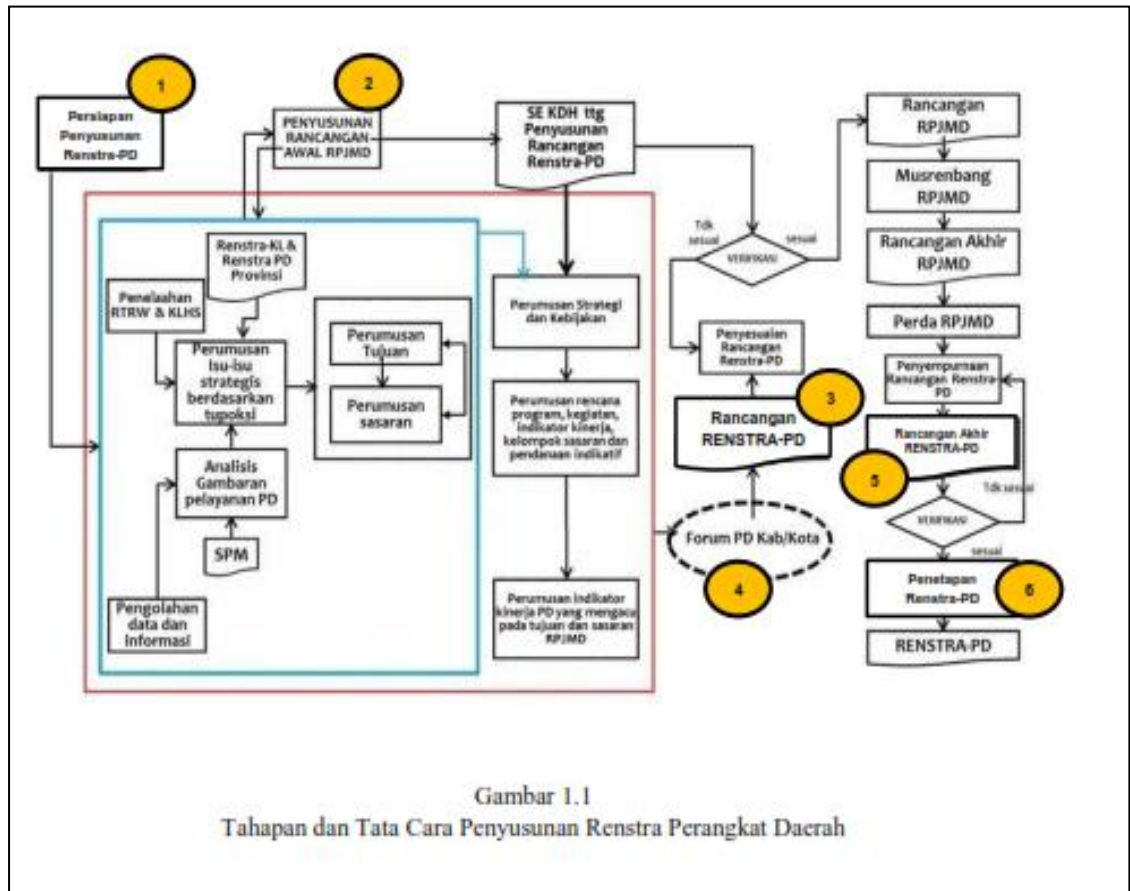 1
Persiapan
Penyusunan
Renstra-PD
2
PENYUSUNAN
RANCANGAN
AWAL RPJMD
SE KDH ttg
Penyusunan
Rancangan
Renstra-PD
Renstra-KL &
Renstra PD
Provinsi
Penelaahan
RTRW & KLHS
Perumusan
Isu-isu
strategis
berdasarkan
tupoksi
Perumusan
Tujuan
Perumusan
sasaran
Analisis
Gambaran
pelayanan PD
SPM
Pengolahan
data dan
informasi
Perumusan Strategi
dan Kebijakan
Perumusan rencana
program, kegiatan,
indikator kinerja,
kelompok sasaran dan
pendanaan indikatif
Perumusan indikator
kinerja PD yang mengacu
pada tujuan dan sasaran
RPJMD
Tdk
sesuai
sesuai
VERIFIKASI
Penyesuaian
Rancangan
Renstra-PD
3
Rancangan
RENSTRA-PD
Forum PD Kab/Kota
4
Rancangan
RPJMD
Musrenbang
RPJMD
Rancangan Akhir
RPJMD
Perda RPJMD
Penyempurnaan
Rancangan Renstra-
PD
Rancangan Akhir
RENSTRA-PD
5
Tdk sesuai
VERIFIKASI
sesuai
Penetapan
Renstra-PD
6
RENSTRA-PD
Gambar 1.1
Tahapan dan Tata Cara Penyusunan Renstra Perangkat Daerah